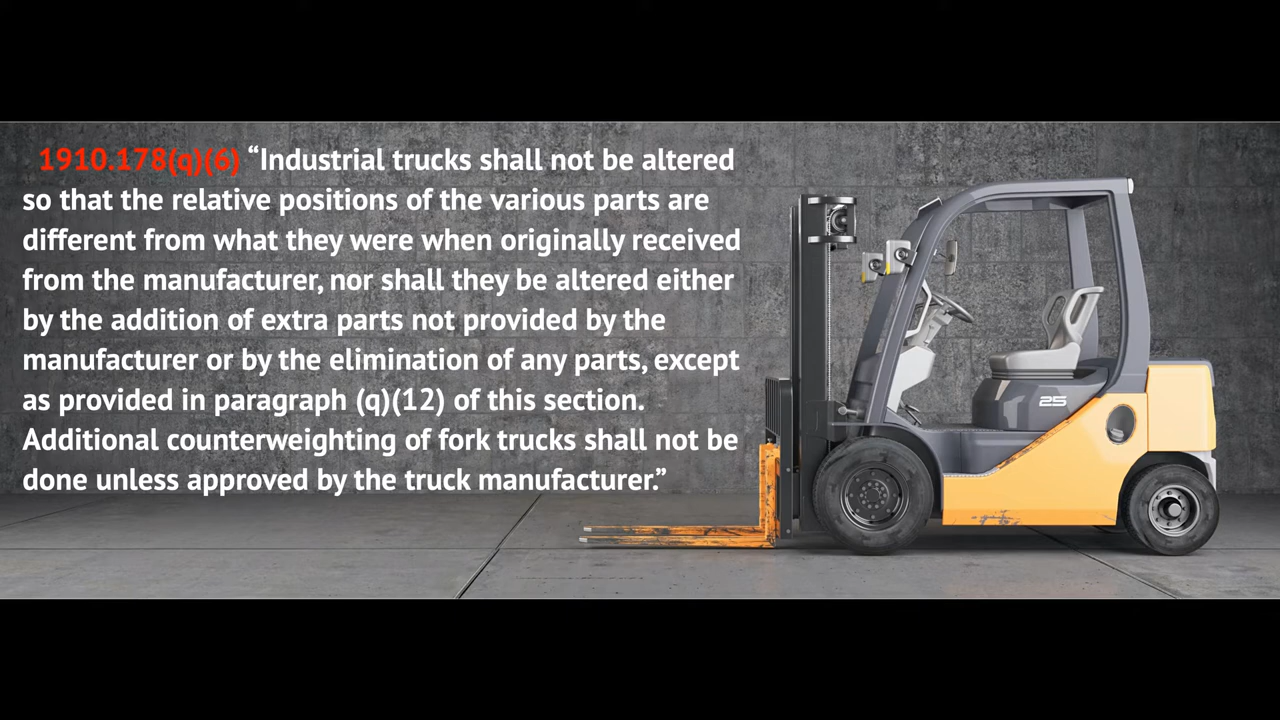 1910.178(q)(6) “Industrial trucks shall not be altered
so that the relative positions of the various parts are
different from what they were when originally received
from the manufacturer, nor shall they be altered either
by the addition of extra parts not provided by the
manufacturer or by the elimination of any parts, except
as provided in paragraph (q)(12) of this section.
Additional counterweighting of fork trucks shall not be
done unless approved by the truck manufacturer.”
25